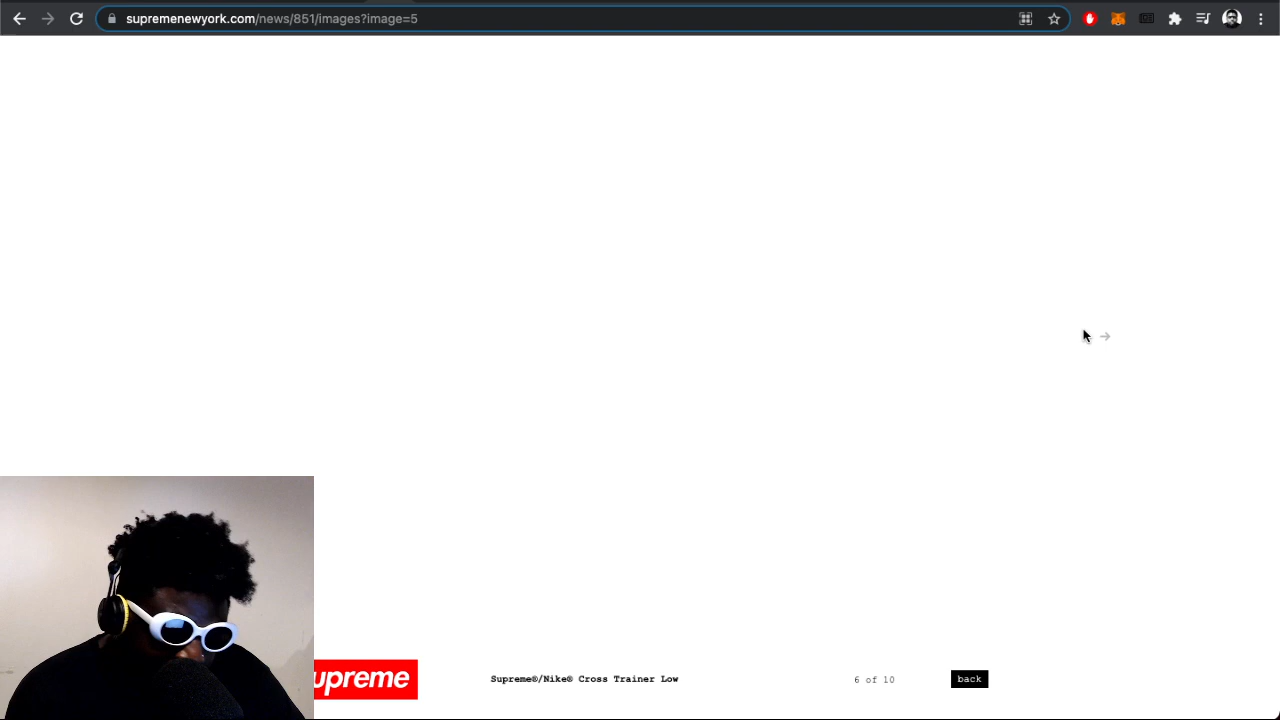 supremenewyork.com/news/851/images?image=5
upreme
Supreme®/Nike® Cross Trainer Low
6 of 10
back